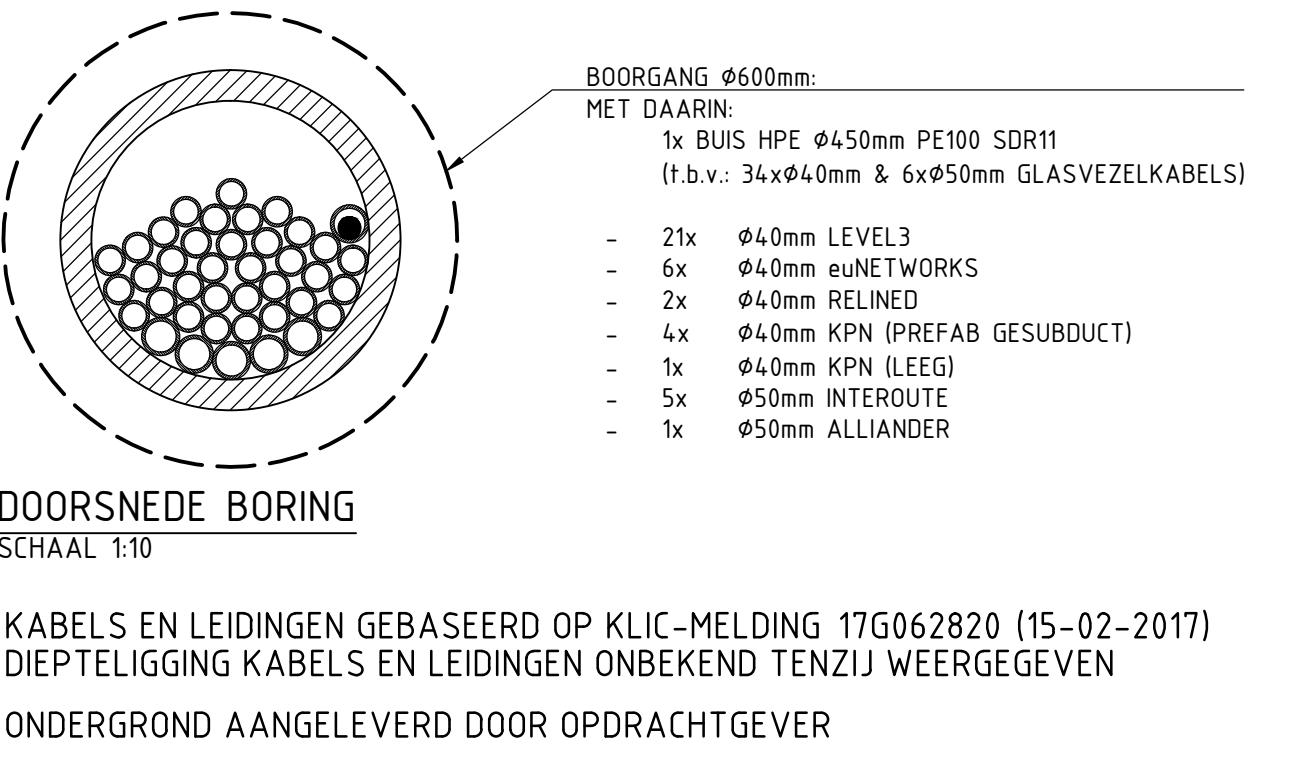 BOORGANG Ø600mm:
MET DAARIN:
1x BUIS HPE Ø450mm PE100 SDR11
(t.b.v.: 34xØ40mm & 6xØ50mm GLASVEZELKABELS)
- 21x Ø40mm LEVEL3
- 6x Ø40mm euNETWORKS
- 2x Ø40mm RELINED
- 4x Ø40mm KPN (PREFAB GESUBDUCT)
- 1x Ø40mm KPN (LEEG)
- 5x Ø50mm INTEROUTE
- 1x Ø50mm ALLIANDER
DOORSNEDE BORING
SCHAAL 1:10
KABELS EN LEIDINGEN GEBASEERD OP KLIC-MELDING 17G062820 (15-02-2017)
DIEPTELIGGING KABELS EN LEIDINGEN ONBEKEND TENZIJ WEERGEGEVEN
ONDERGROND AANGELEVERD DOOR OPDRACHTGEVER